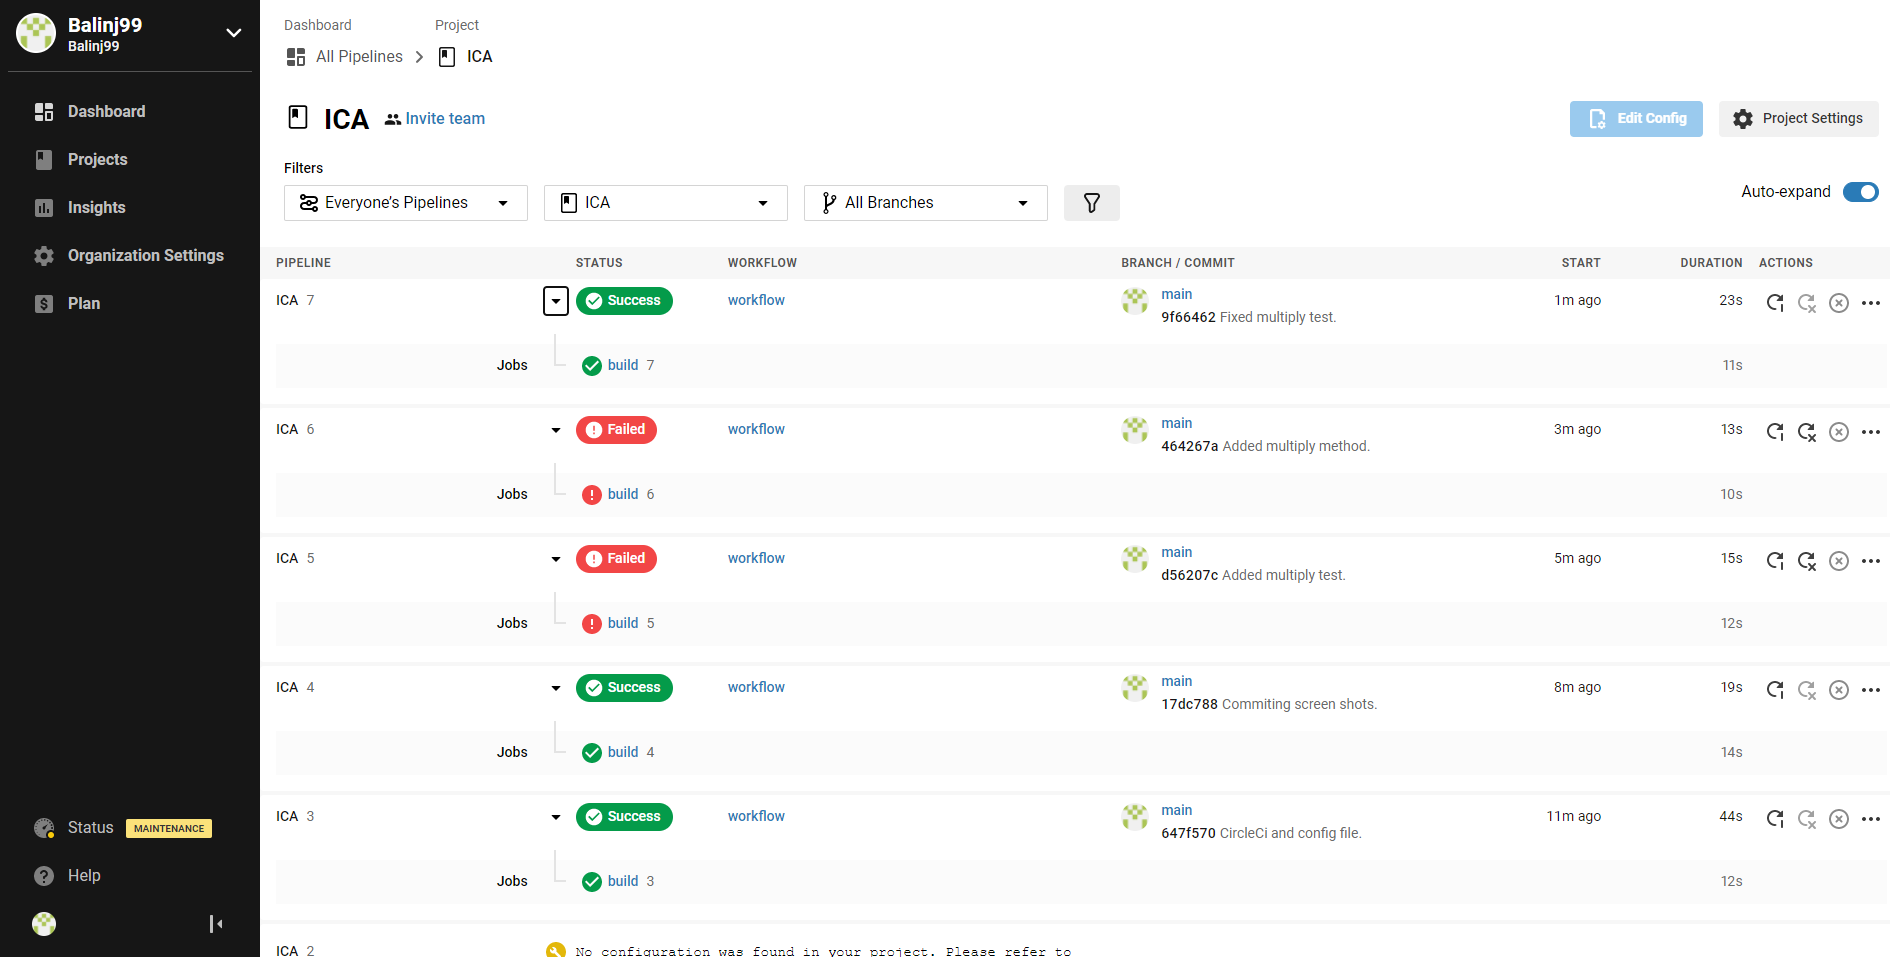 Balinj99
Balinj99
Dashboard
Projects
Insights
Organization Settings
Plan
Status MAINTENANCE
Help
Dashboard Project
All Pipelines ICA
ICA Invite team
Edit Config Project Settings
Filters
Everyone’s Pipelines ICA All Branches
Auto-expand
PIPELINE STATUS WORKFLOW BRANCH / COMMIT START DURATION ACTIONS
ICA 7 Success workflow main 1m ago 23s
9f66462 Fixed multiply test.
Jobs build 7 11s
ICA 6 Failed workflow main 3m ago 13s
464267a Added multiply method.
Jobs build 6 10s
ICA 5 Failed workflow main 5m ago 15s
d56207c Added multiply test.
Jobs build 5 12s
ICA 4 Success workflow main 8m ago 19s
17dc788 Commiting screen shots.
Jobs build 4 14s
ICA 3 Success workflow main 11m ago 44s
647f570 CircleCi and config file.
Jobs build 3 12s
ICA 2 No configuration was found in your project. Please refer to